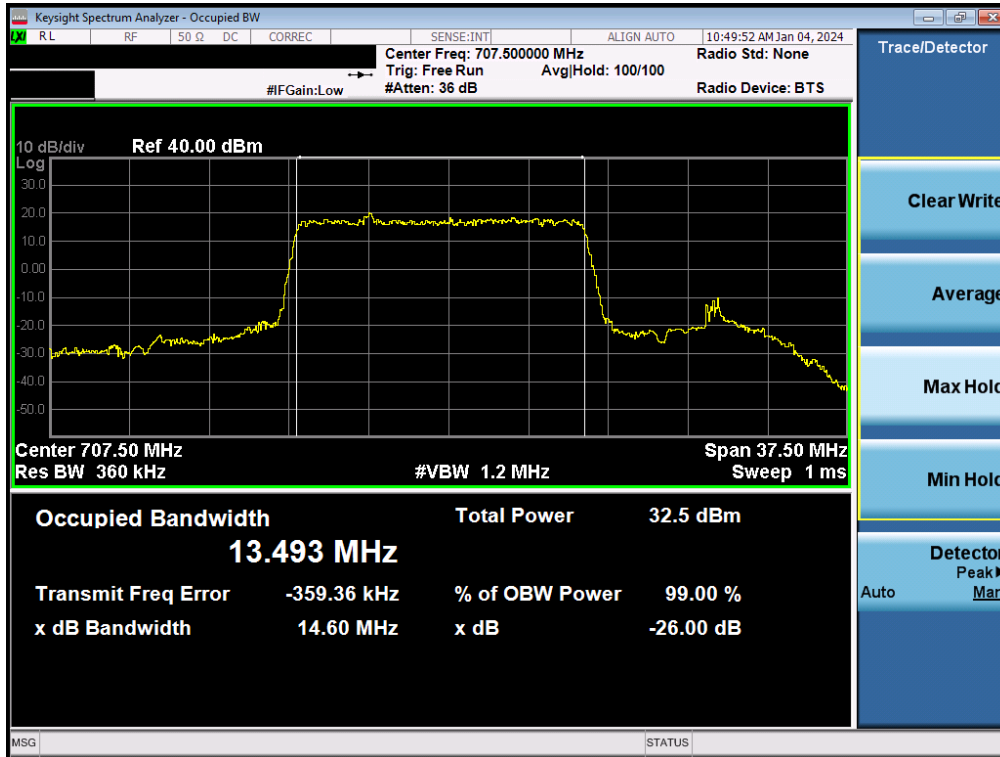 Keysight Spectrum Analyzer - Occupied BW
LXI RL RF 50 Ω DC CORREC SENSE:INT ALIGN AUTO 10:49:52 AM Jan 04, 2024
Center Freq: 707.500000 MHz Radio Std: None
Trig: Free Run Avg|Hold: 100/100
#IFGain:Low #Atten: 36 dB Radio Device: BTS
Trace/Detector
10 dB/div Ref 40.00 dBm
Log
30.0
20.0
10.0
0.00
-10.0
-20.0
-30.0
-40.0
-50.0
Center 707.50 MHz Span 37.50 MHz
Res BW 360 kHz #VBW 1.2 MHz Sweep 1 ms
Occupied Bandwidth Total Power 32.5 dBm
13.493 MHz
Transmit Freq Error -359.36 kHz % of OBW Power 99.00 %
x dB Bandwidth 14.60 MHz x dB -26.00 dB
Clear Write
Average
Max Hold
Min Hold
Detector
Peak
Auto Man
MSG STATUS